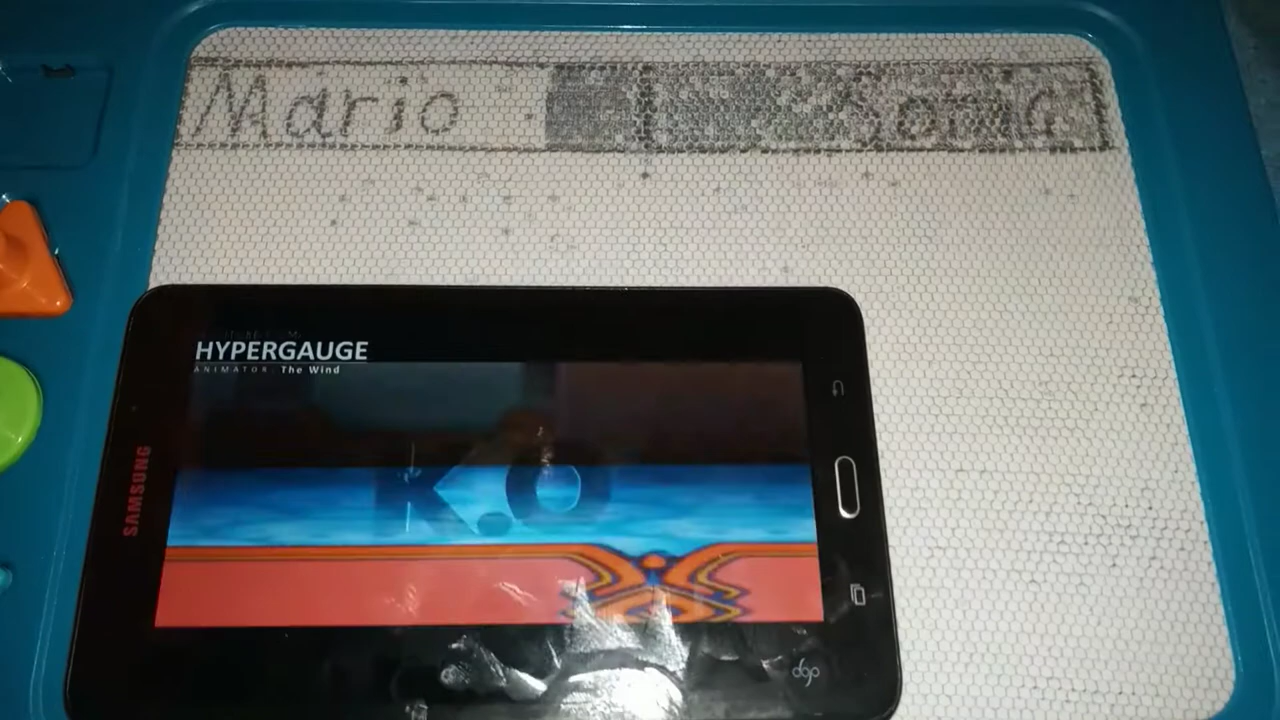 Mario Sonic
HYPERGAUGE
ANIMATOR The Wind
K.O
SAMSUNG